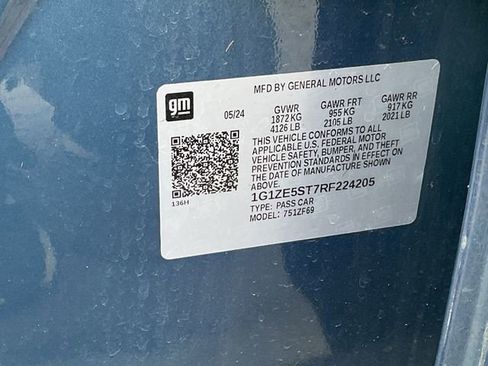 MFD BY GENERAL MOTORS LLC
gm
05/24
GVWR GAWR FRT GAWR RR
1872 KG 955 KG 917 KG
4126 LB 2105 LB 2021 LB
THIS VEHICLE CONFORMS TO ALL
APPLICABLE U.S. FEDERAL MOTOR
VEHICLE SAFETY, BUMPER, AND THEFT
PREVENTION STANDARDS IN EFFECT ON
THE DATE OF MANUFACTURE SHOWN
ABOVE.
1G1ZE5ST7RF224205
TYPE: PASS CAR
MODEL: 751ZF69
136H